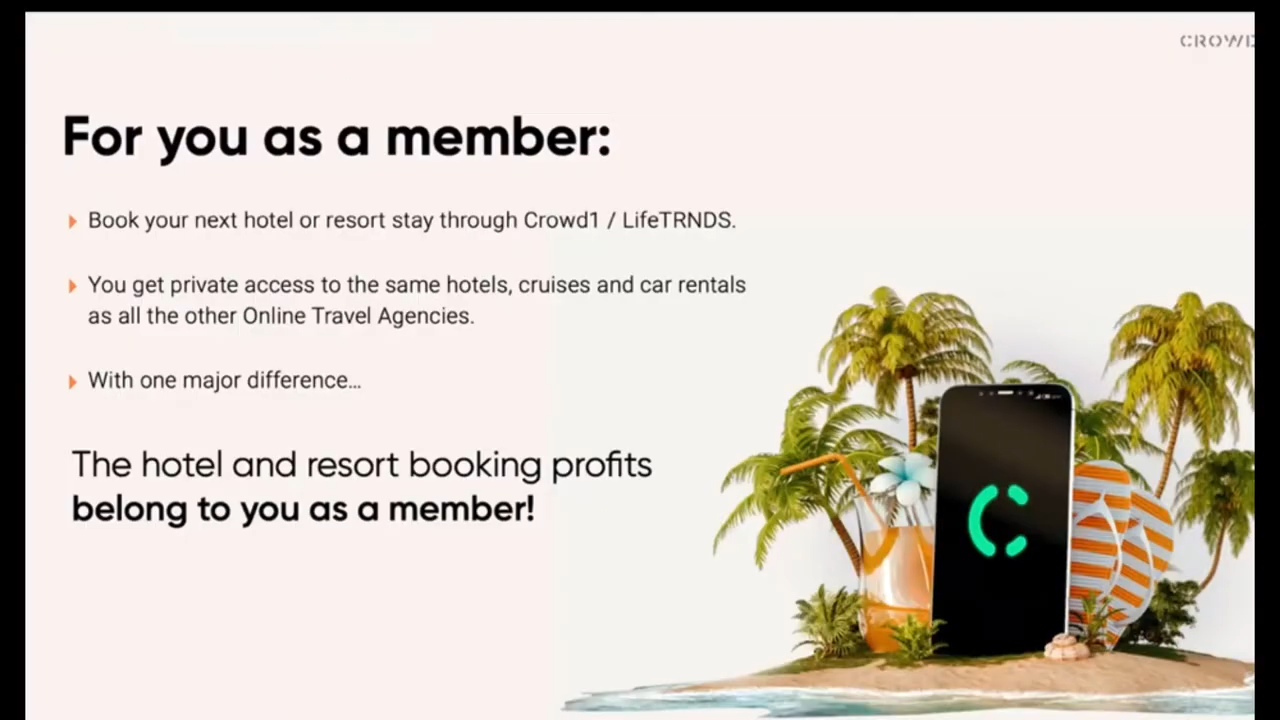 CROWD
For you as a member:
Book your next hotel or resort stay through Crowd1 / LifeTRNDS.
You get private access to the same hotels, cruises and car rentals
as all the other Online Travel Agencies.
With one major difference...
The hotel and resort booking profits
belong to you as a member!